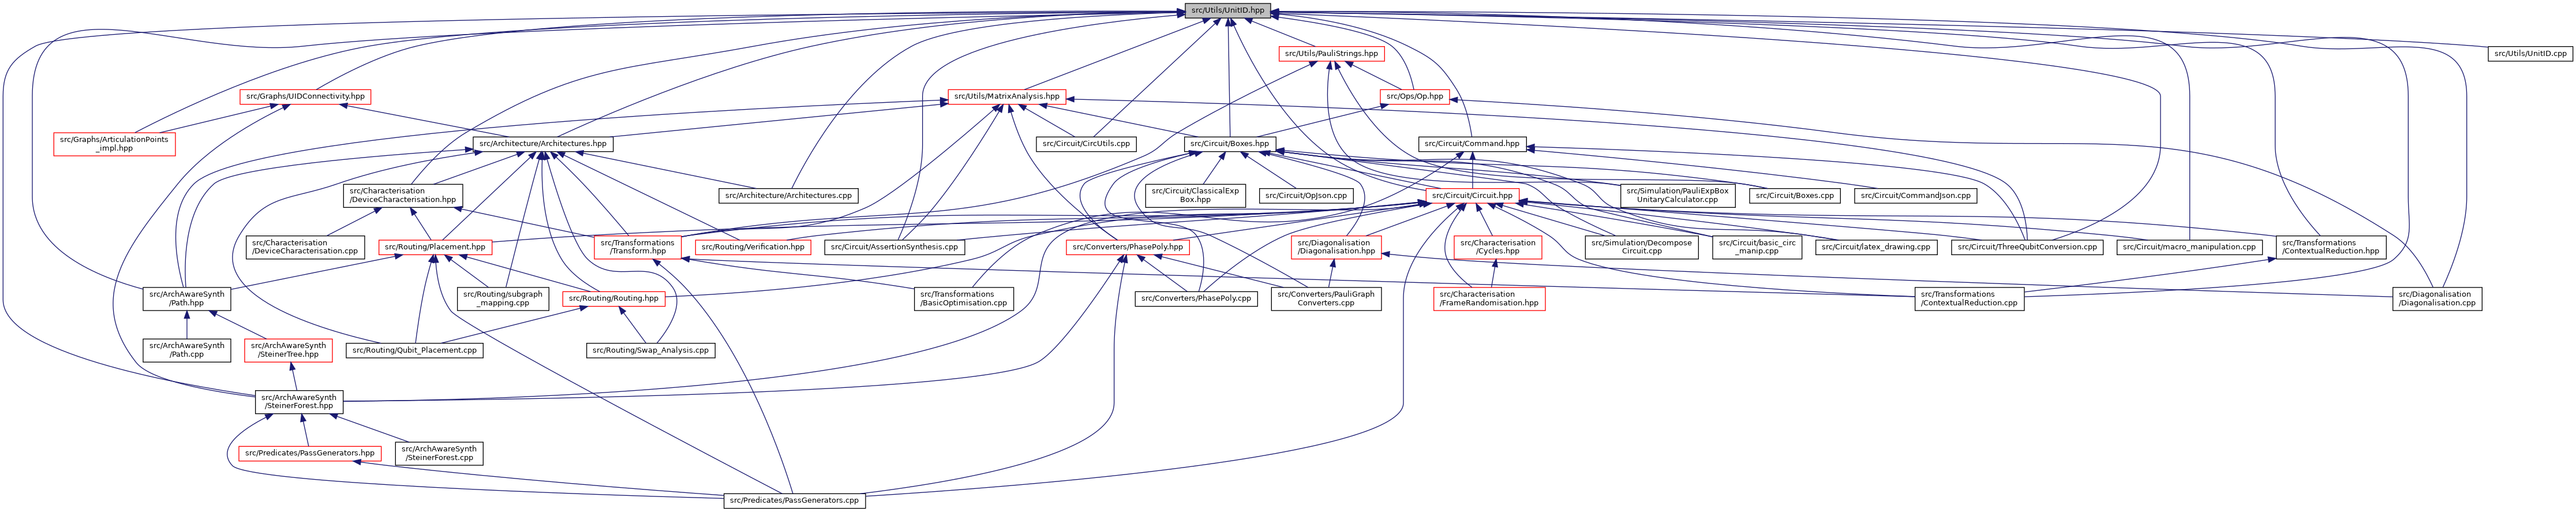 src/Utils/UnitID.hpp
src/Utils/PauliStrings.hpp
src/Utils/UnitID.cpp
src/Graphs/UIDConnectivity.hpp
src/Utils/MatrixAnalysis.hpp
src/Ops/Op.hpp
src/Graphs/ArticulationPoints
_impl.hpp
src/Architecture/Architectures.hpp
src/Circuit/CircUtils.cpp
src/Circuit/Boxes.hpp
src/Circuit/Command.hpp
src/Characterisation
/DeviceCharacterisation.hpp
src/Architecture/Architectures.cpp
src/Circuit/ClassicalExp
Box.hpp
src/Circuit/OpJson.cpp
src/Circuit/Circuit.hpp
src/Simulation/PauliExpBox
UnitaryCalculator.cpp
src/Circuit/Boxes.cpp
src/Circuit/CommandJson.cpp
src/Characterisation
/DeviceCharacterisation.cpp
src/Routing/Placement.hpp
src/Transformations
/Transform.hpp
src/Routing/Verification.hpp
src/Circuit/AssertionSynthesis.cpp
src/Converters/PhasePoly.hpp
src/Diagonalisation
/Diagonalisation.hpp
src/Characterisation
/Cycles.hpp
src/Simulation/Decompose
Circuit.cpp
src/Circuit/basic_circ
_manip.cpp
src/Circuit/latex_drawing.cpp
src/Circuit/ThreeQubitConversion.cpp
src/Circuit/macro_manipulation.cpp
src/Transformations
/ContextualReduction.hpp
src/ArchAwareSynth
/Path.hpp
src/Routing/subgraph
_mapping.cpp
src/Routing/Routing.hpp
src/Transformations
/BasicOptimisation.cpp
src/Converters/PhasePoly.cpp
src/Converters/PauliGraph
Converters.cpp
src/Characterisation
/FrameRandomisation.hpp
src/Transformations
/ContextualReduction.cpp
src/Diagonalisation
/Diagonalisation.cpp
src/ArchAwareSynth
/Path.cpp
src/ArchAwareSynth
/SteinerTree.hpp
src/Routing/Qubit_Placement.cpp
src/Routing/Swap_Analysis.cpp
src/ArchAwareSynth
/SteinerForest.hpp
src/Predicates/PassGenerators.hpp
src/ArchAwareSynth
/SteinerForest.cpp
src/Predicates/PassGenerators.cpp